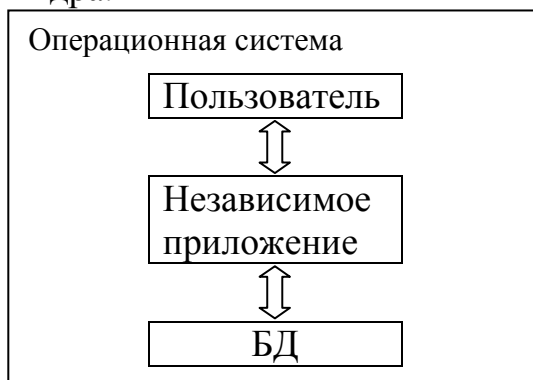 Операционная система
Пользователь
Независимое
приложение
БД